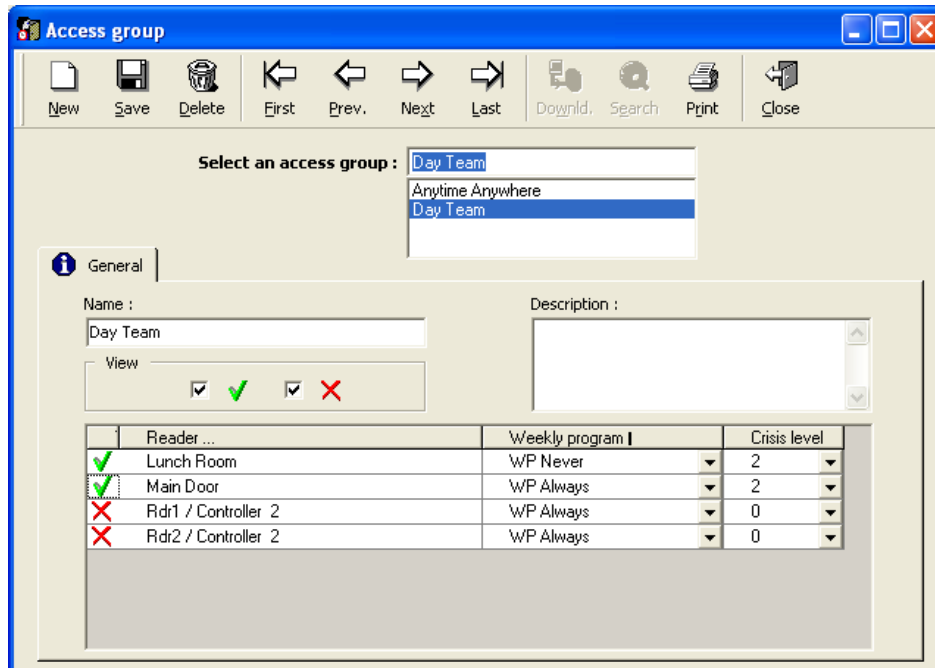 Access group
New Save Delete First Prev. Next Last Downld. Search Print Close
Select an access group : Day Team
Anytime Anywhere
Day Team
General
Name : Description :
Day Team
View
Reader ... Weekly program Crisis level
Lunch Room WP Never 2
Main Door WP Always 2
Rdr1 / Controller 2 WP Always 0
Rdr2 / Controller 2 WP Always 0